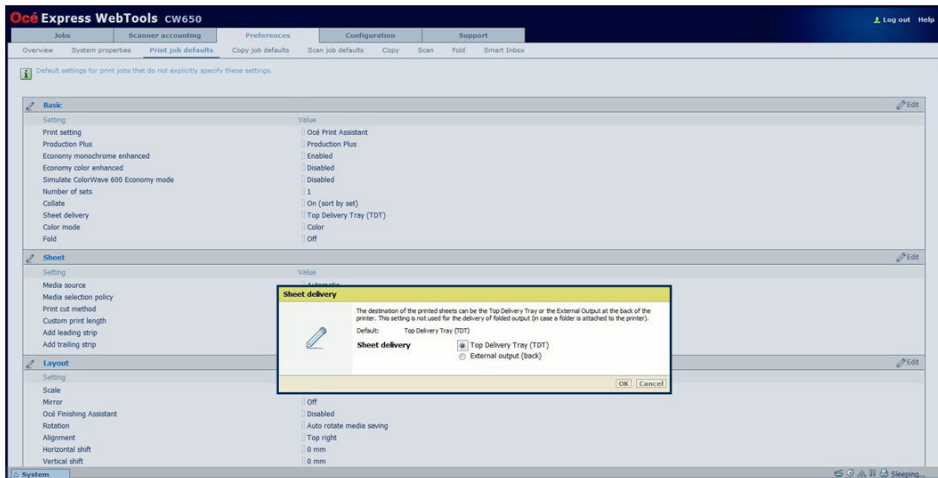 Océ Express WebTools CW650
Log out Help
Jobs Scanner accounting Preferences Configuration Support
Overview System properties Print job defaults Copy job defaults Scan job defaults Copy Scan Fold Smart Inbox
Default settings for print jobs that do not explicitly specify these settings.
Basic Edit
Setting Value
Print setting Océ Print Assistant
Production Plus Production Plus
Economy monochrome enhanced Enabled
Economy color enhanced Disabled
Simulate ColorWave 600 Economy mode Disabled
Number of sets 1
Collate On (sort by set)
Sheet delivery Top Delivery Tray (TDT)
Color mode Color
Fold Off
Sheet Edit
Setting Value
Media source
Media selection policy
Print cut method
Custom print length
Add leading strip
Add trailing strip
Sheet delivery
The destination of the printed sheets can be the Top Delivery Tray or the External Output at the back of the
printer. This setting is not used for the delivery of folded output (in case a folder is attached to the printer).
Default: Top Delivery Tray (TDT)
Sheet delivery Top Delivery Tray (TDT)
External output (back)
OK Cancel
Layout Edit
Setting
Scale
Mirror Off
Océ Finishing Assistant Disabled
Rotation Auto rotate media saving
Alignment Top right
Horizontal shift 0 mm
Vertical shift 0 mm
System Sleeping...